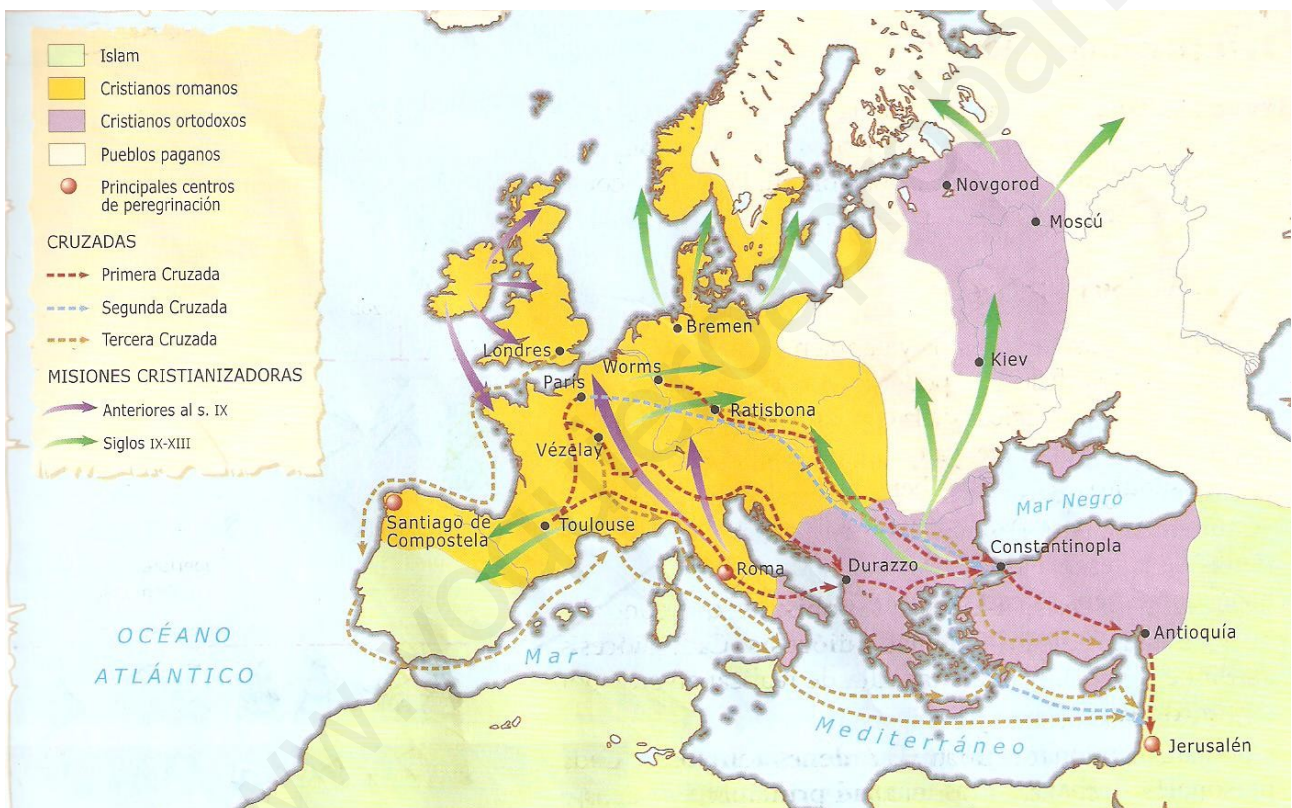 Islam
Cristianos romanos
Cristianos ortodoxos
Pueblos paganos
Principales centros
de peregrinación
CRUZADAS
Primera Cruzada
Segunda Cruzada
Tercera Cruzada
MISIONES CRISTIANIZADORAS
Anteriores al s. IX
Siglos IX-XIII
Novgorod
Moscú
Bremen
Londres
Worms
Kiev
París
Ratisbona
Vézelay
Mar Negro
Santiago de
Compostela
Toulouse
Constantinopla
Roma
Durazzo
OCÉANO
ATLÁNTICO
Mar
Antioquía
Mediterráneo
Jerusalén